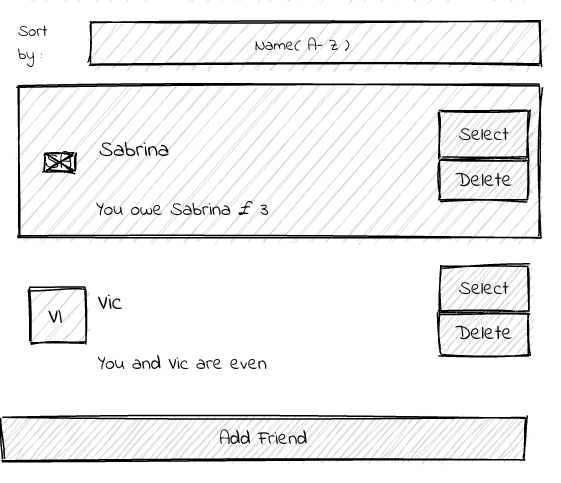 Sort
by :
Name( A- Z )
Sabrina
You owe Sabrina £ 3
Select
Delete
VI
Vic
You and Vic are even
Select
Delete
Add Friend